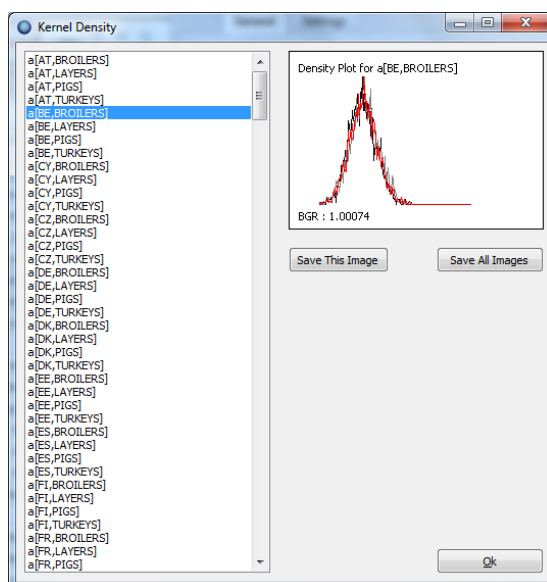 Kernel Density
General Settings
a[AT,BROILERS]
a[AT,LAYERS]
a[AT,PIGS]
a[AT,TURKEYS]
a[BE,BROILERS]
a[BE,LAYERS]
a[BE,PIGS]
a[BE,TURKEYS]
a[CY,BROILERS]
a[CY,LAYERS]
a[CY,PIGS]
a[CY,TURKEYS]
a[CZ,BROILERS]
a[CZ,LAYERS]
a[CZ,PIGS]
a[CZ,TURKEYS]
a[DE,BROILERS]
a[DE,LAYERS]
a[DE,PIGS]
a[DE,TURKEYS]
a[DK,BROILERS]
a[DK,LAYERS]
a[DK,PIGS]
a[DK,TURKEYS]
a[EE,BROILERS]
a[EE,LAYERS]
a[EE,PIGS]
a[EE,TURKEYS]
a[ES,BROILERS]
a[ES,LAYERS]
a[ES,PIGS]
a[ES,TURKEYS]
a[FI,BROILERS]
a[FI,LAYERS]
a[FI,PIGS]
a[FI,TURKEYS]
a[FR,BROILERS]
a[FR,LAYERS]
a[FR,PIGS]
Density Plot for a[BE,BROILERS]
BGR : 1.00074
Save This Image
Save All Images
Ok